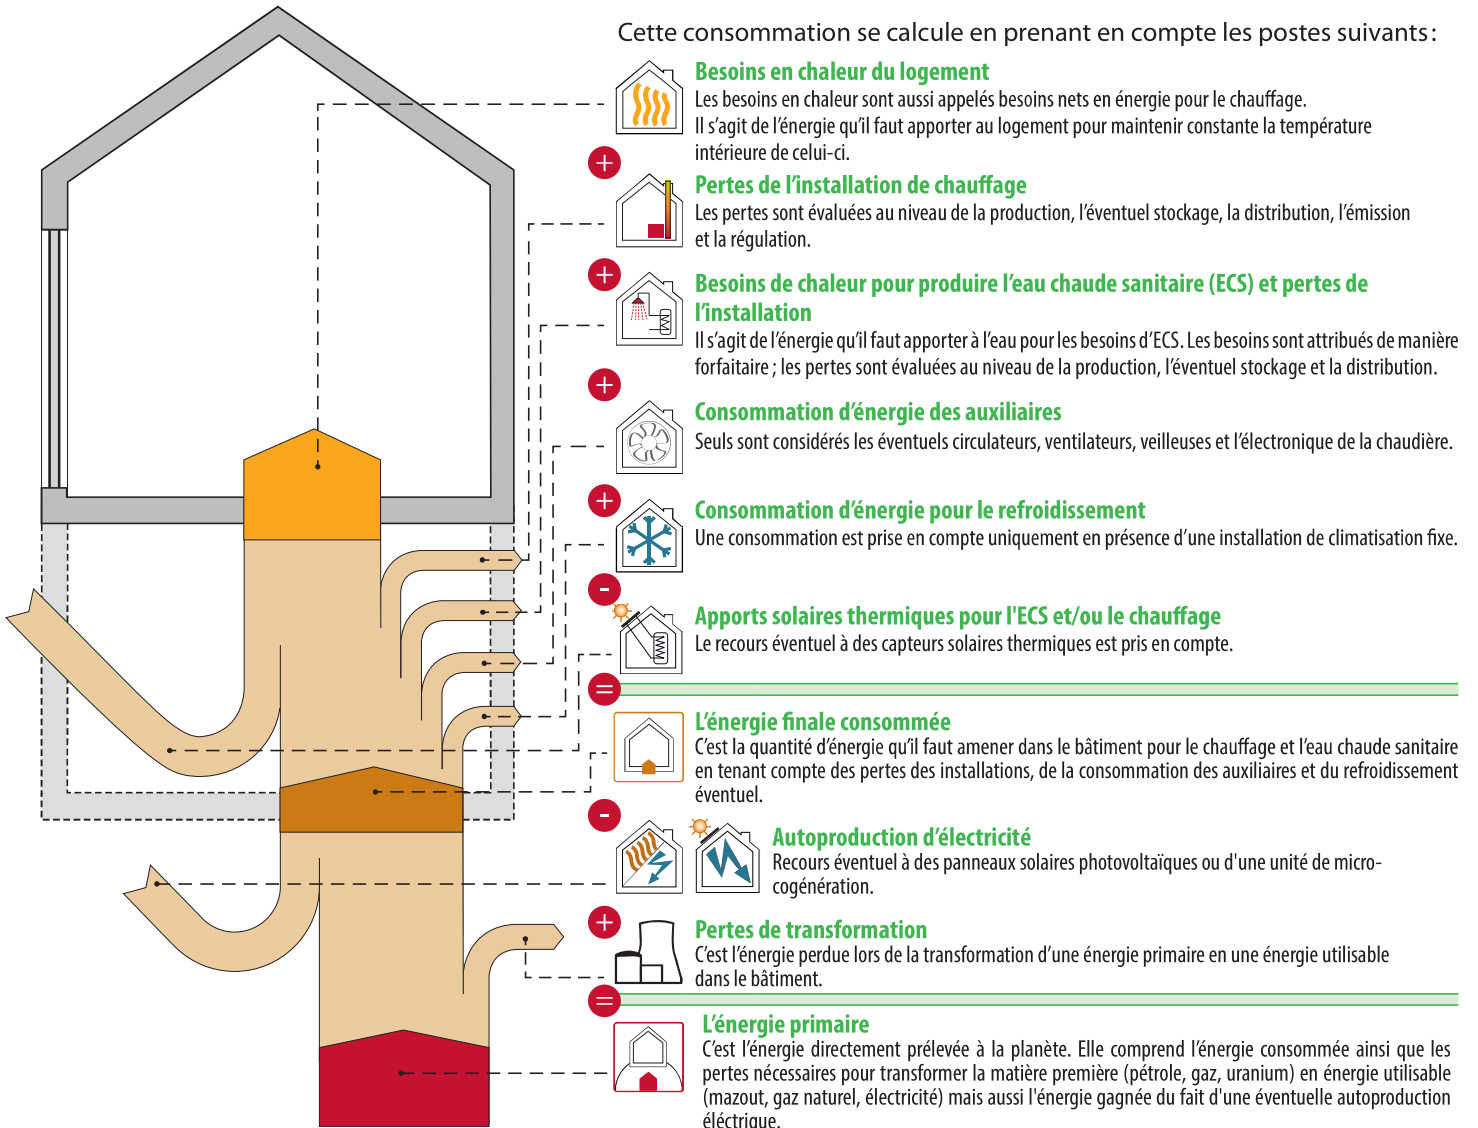 Cette consommation se calcule en prenant en compte les postes suivants :
Besoins en chaleur du logement
Les besoins en chaleur sont aussi appelés besoins nets en énergie pour le chauffage.
Il s’agit de l’énergie qu’il faut apporter au logement pour maintenir constante la température
intérieure de celui-ci.
+
Pertes de l’installation de chauffage
Les pertes sont évaluées au niveau de la production, l’éventuel stockage, la distribution, l’émission
et la régulation.
+
Besoins de chaleur pour produire l’eau chaude sanitaire (ECS) et pertes de
l’installation
Il s’agit de l’énergie qu’il faut apporter à l’eau pour les besoins d’ECS. Les besoins sont attribués de manière
forfaitaire ; les pertes sont évaluées au niveau de la production, l’éventuel stockage et la distribution.
+
Consommation d’énergie des auxiliaires
Seuls sont considérés les éventuels circulateurs, ventilateurs, veilleuses et l’électronique de la chaudière.
+
Consommation d’énergie pour le refroidissement
Une consommation est prise en compte uniquement en présence d’une installation de climatisation fixe.
-
Apports solaires thermiques pour l'ECS et/ou le chauffage
Le recours éventuel à des capteurs solaires thermiques est pris en compte.
=
L’énergie finale consommée
C’est la quantité d’énergie qu’il faut amener dans le bâtiment pour le chauffage et l’eau chaude sanitaire
en tenant compte des pertes des installations, de la consommation des auxiliaires et du refroidissement
éventuel.
-
Autoproduction d’électricité
Recours éventuel à des panneaux solaires photovoltaïques ou d'une unité de micro-
cogénération.
+
Pertes de transformation
C’est l’énergie perdue lors de la transformation d’une énergie primaire en une énergie utilisable
dans le bâtiment.
=
L’énergie primaire
C’est l’énergie directement prélevée à la planète. Elle comprend l’énergie consommée ainsi que les
pertes nécessaires pour transformer la matière première (pétrole, gaz, uranium) en énergie utilisable
(mazout, gaz naturel, électricité) mais aussi l'énergie gagnée du fait d'une éventuelle autoproduction
éléctrique.